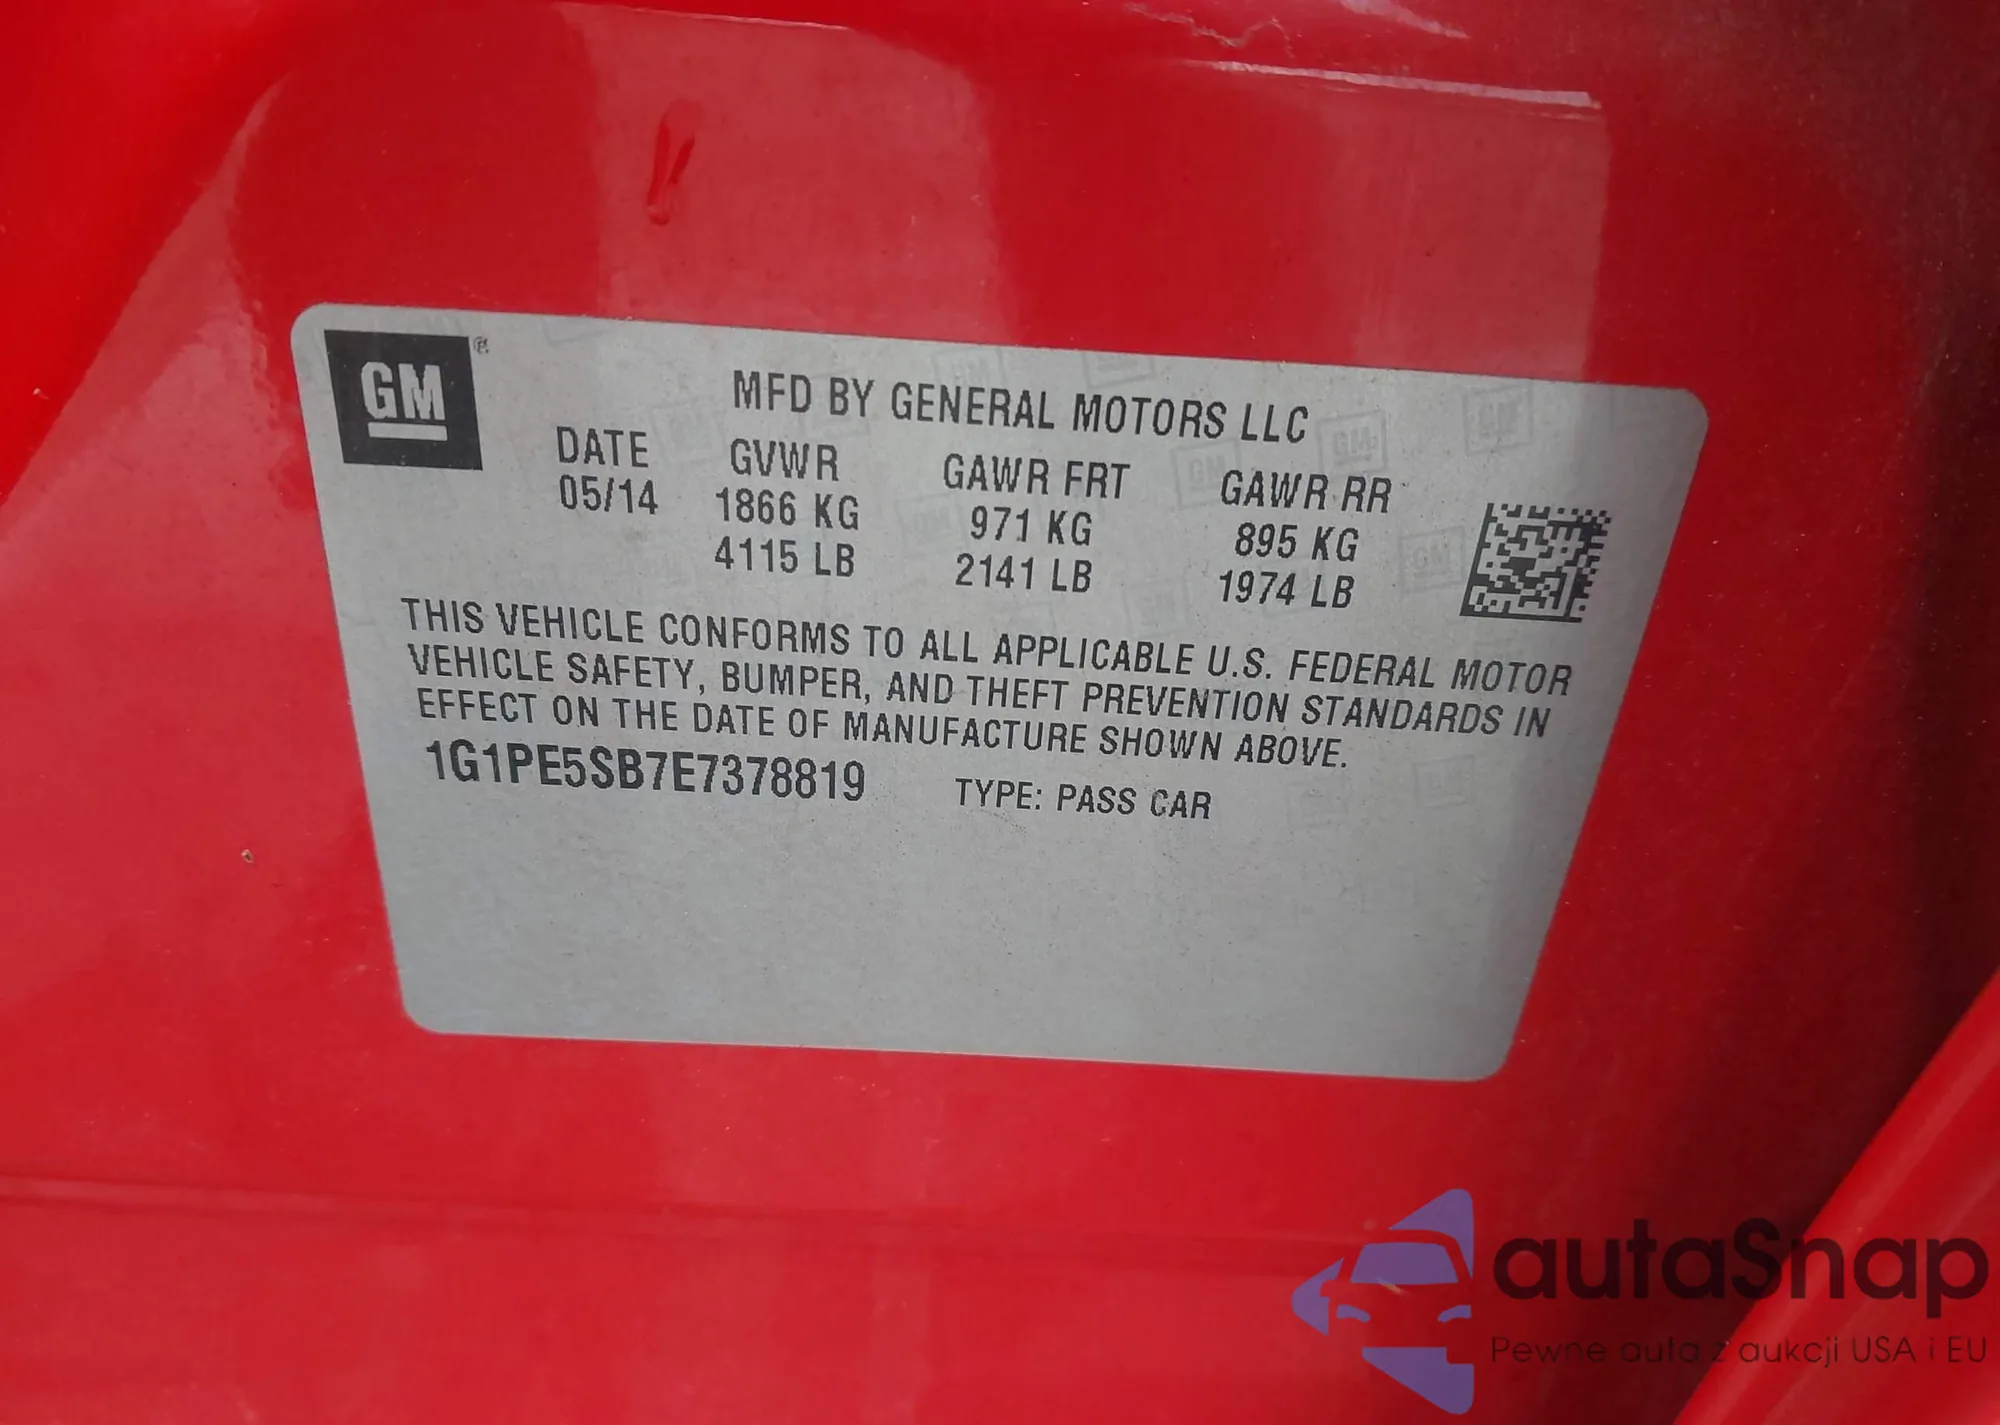 GM
MFD BY GENERAL MOTORS LLC
DATE GVWR GAWR FRT GAWR RR
05/14 1866 KG 971 KG 895 KG
4115 LB 2141 LB 1974 LB
THIS VEHICLE CONFORMS TO ALL APPLICABLE U.S. FEDERAL MOTOR
VEHICLE SAFETY, BUMPER, AND THEFT PREVENTION STANDARDS IN
EFFECT ON THE DATE OF MANUFACTURE SHOWN ABOVE.
1G1PE5SB7E7378819 TYPE: PASS CAR
autaSnap
Pewne auta z aukcji USA i EU